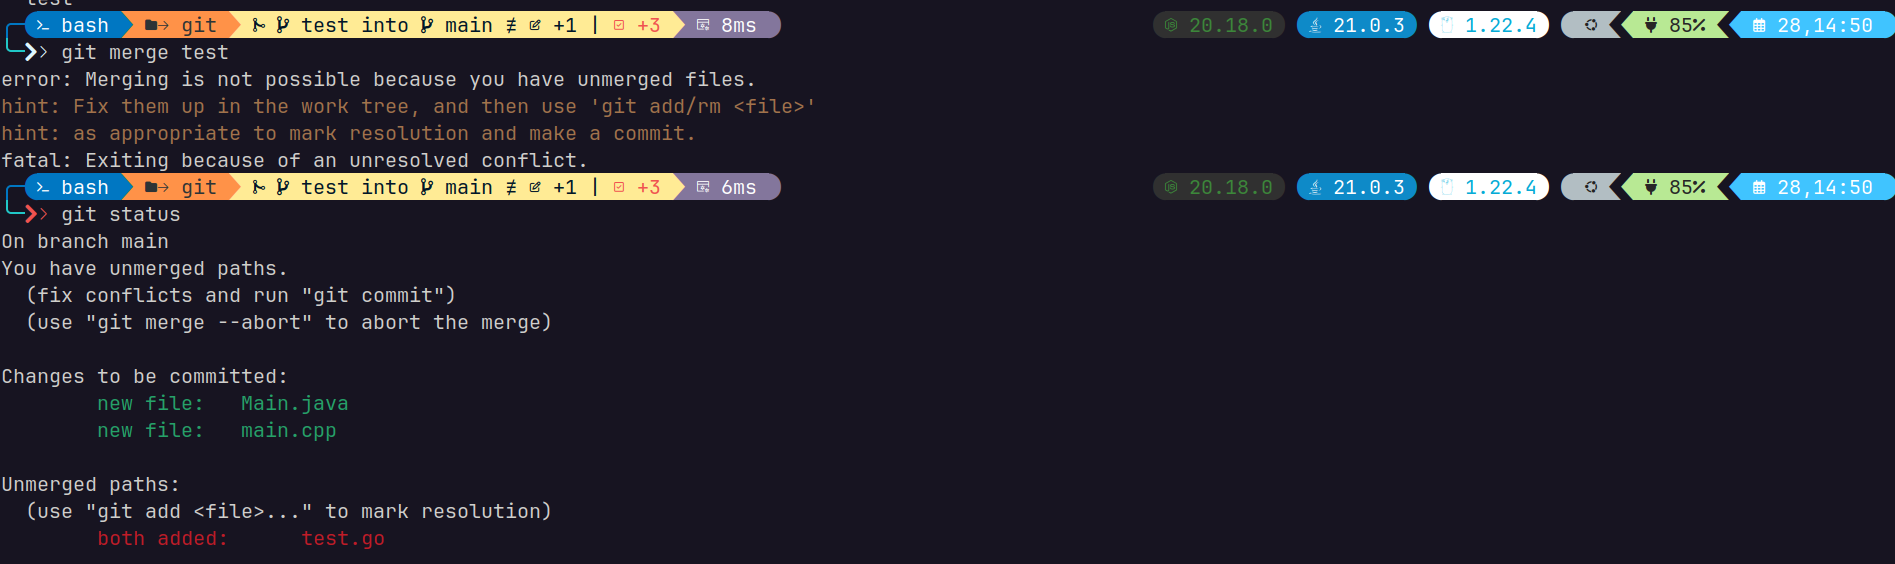 test
bash git test into main ≢ +1 | +3 8ms 20.18.0 21.0.3 1.22.4 85% 28,14:50
git merge test
error: Merging is not possible because you have unmerged files.
hint: Fix them up in the work tree, and then use 'git add/rm <file>'
hint: as appropriate to mark resolution and make a commit.
fatal: Exiting because of an unresolved conflict.
bash git test into main ≢ +1 | +3 6ms 20.18.0 21.0.3 1.22.4 85% 28,14:50
git status
On branch main
You have unmerged paths.
(fix conflicts and run "git commit")
(use "git merge --abort" to abort the merge)
Changes to be committed:
new file: Main.java
new file: main.cpp
Unmerged paths:
(use "git add <file>..." to mark resolution)
both added: test.go